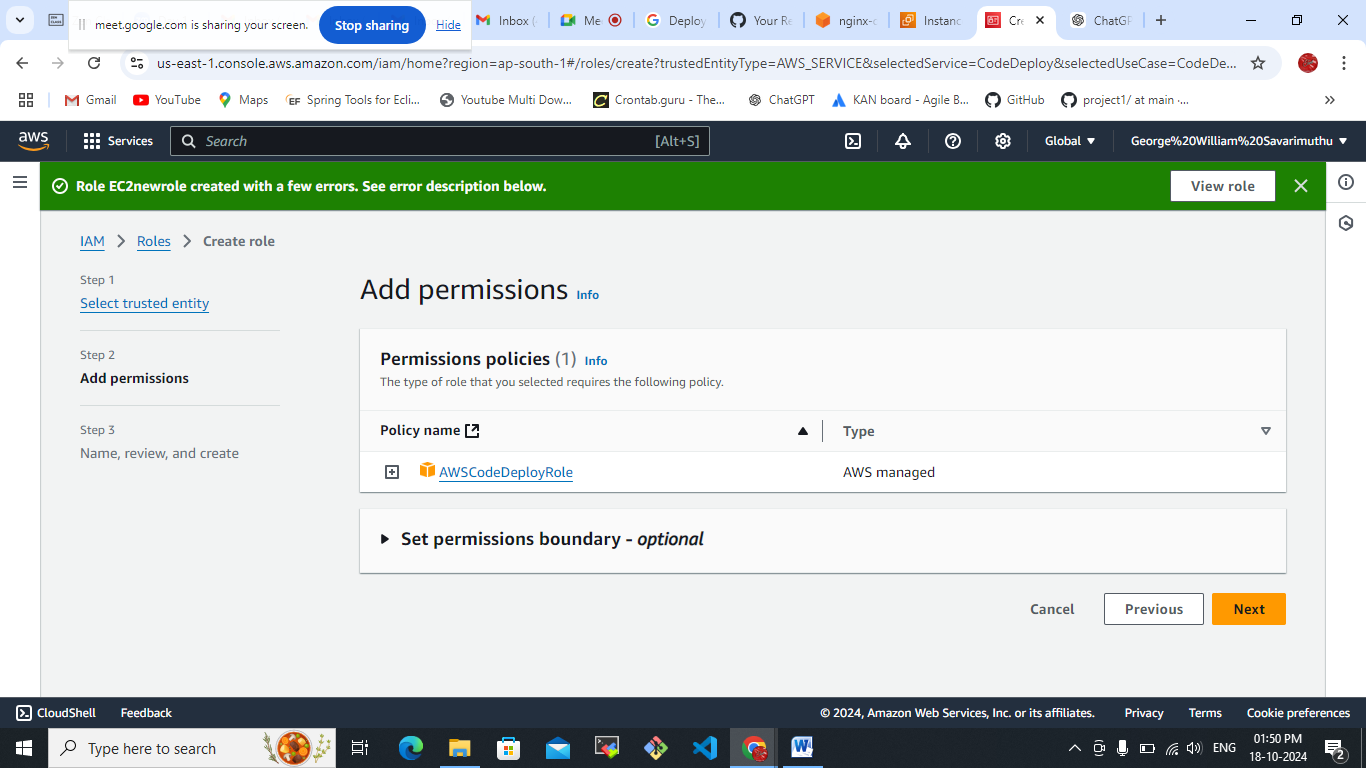 meet.google.com is sharing your screen. Stop sharing Hide
Inbox (
Me
Deploy
Your Re
nginx-c
Instanc
Cre
ChatGP
us-east-1.console.aws.amazon.com/iam/home?region=ap-south-1#/roles/create?trustedEntityType=AWS_SERVICE&selectedService=CodeDeploy&selectedUseCase=CodeDe...
Gmail YouTube Maps EF Spring Tools for Ecli... Youtube Multi Dow... Crontab.guru - The... ChatGPT KAN board - Agile B... GitHub project1/ at main ·...
aws Services Search [Alt+S] Global George%20William%20Savarimuthu
Role EC2newrole created with a few errors. See error description below. View role
IAM Roles Create role
Step 1
Select trusted entity
Step 2
Add permissions
Step 3
Name, review, and create
Add permissions Info
Permissions policies (1) Info
The type of role that you selected requires the following policy.
Policy name Type
AWSCodeDeployRole AWS managed
Set permissions boundary - optional
Cancel Previous Next
CloudShell Feedback © 2024, Amazon Web Services, Inc. or its affiliates. Privacy Terms Cookie preferences
Type here to search ENG 01:50 PM
18-10-2024 2